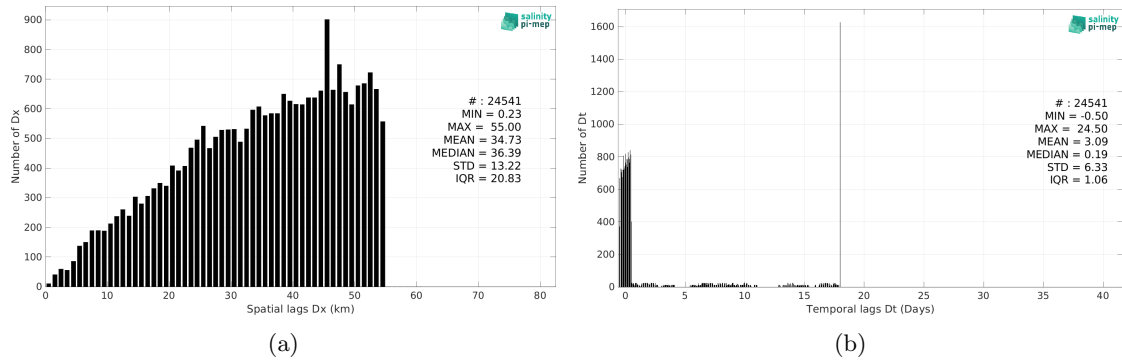 900
800
700
600
500
400
300
200
100
0
Number of Dx
0 10 20 30 40 50 60 70 80
Spatial lags Dx (km)
salinity
pi-mep
# : 24541
MIN = 0.23
MAX = 55.00
MEAN = 34.73
MEDIAN = 36.39
STD = 13.22
IQR = 20.83
(a)
1600
1400
1200
1000
800
600
400
200
0
Number of Dt
0 5 10 15 20 25 30 35 40
Temporal lags Dt (Days)
salinity
pi-mep
# : 24541
MIN = -0.50
MAX = 24.50
MEAN = 3.09
MEDIAN = 0.19
STD = 6.33
IQR = 1.06
(b)